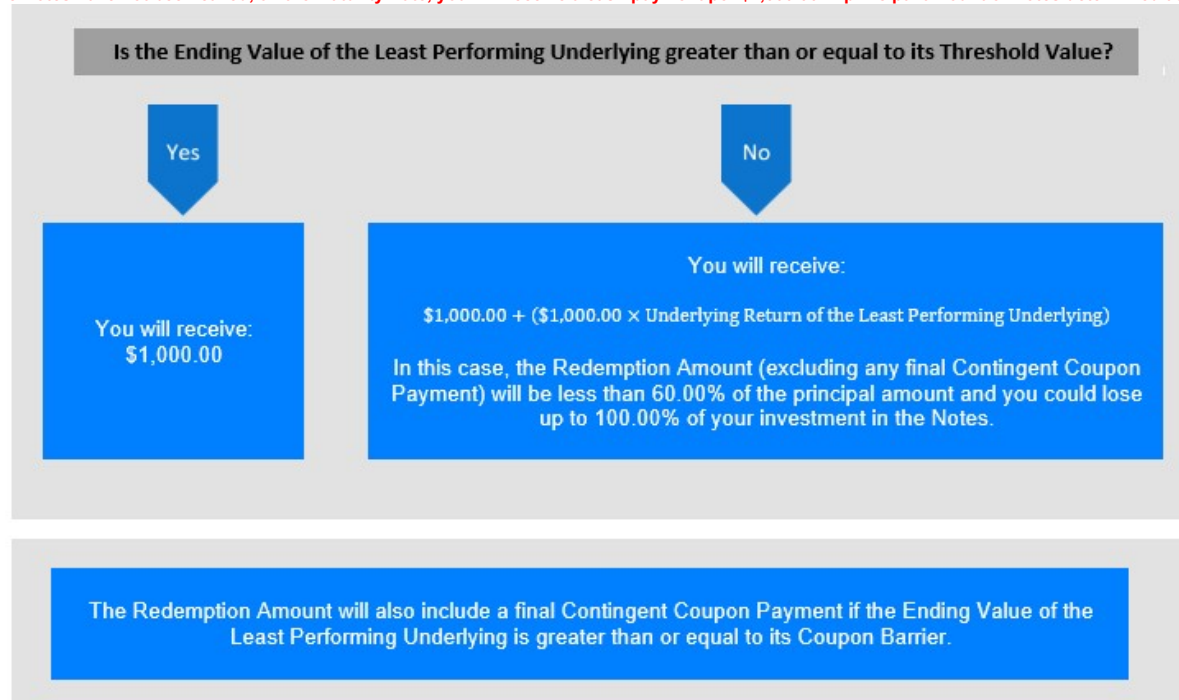 Is the Ending Value of the Least Performing Underlying greater than or equal to its Threshold Value?
Yes
No
You will receive:
$1,000.00
You will receive:
$1,000.00 + ($1,000.00 × Underlying Return of the Least Performing Underlying)
In this case, the Redemption Amount (excluding any final Contingent Coupon
Payment) will be less than 60.00% of the principal amount and you could lose
up to 100.00% of your investment in the Notes.
The Redemption Amount will also include a final Contingent Coupon Payment if the Ending Value of the
Least Performing Underlying is greater than or equal to its Coupon Barrier.